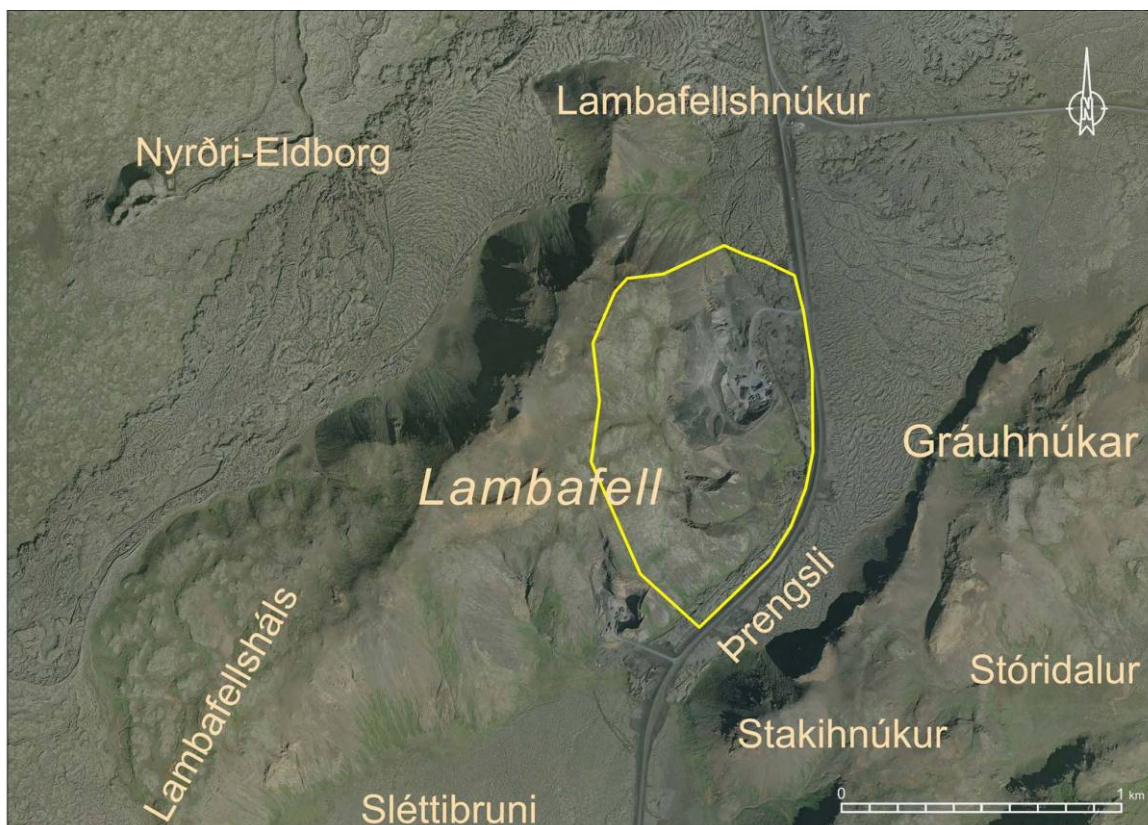 Lambafellshnúkur
Nyrðri-Eldborg
N
Gráuhnúkar
Lambafell
Þrengsli
Lambafellsháls
Stóridalur
Stakihnúkur
Sléttibruni
0 1 km